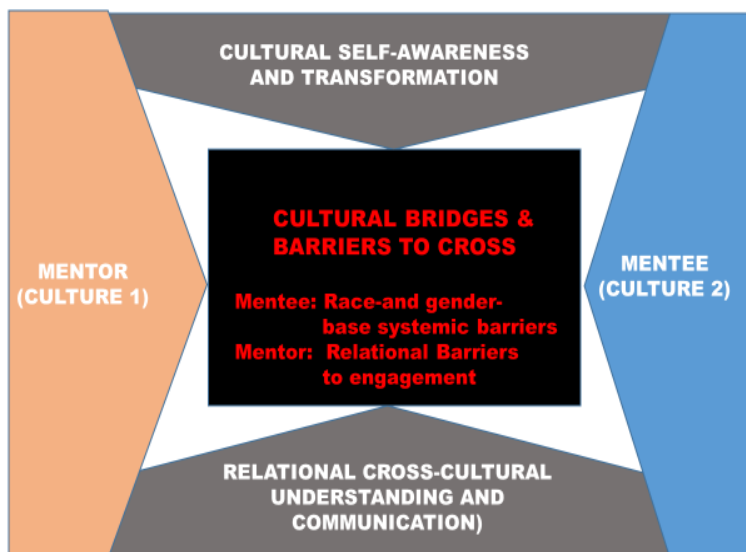 CULTURAL SELF-AWARENESS
AND TRANSFORMATION
MENTOR
(CULTURE 1)
CULTURAL BRIDGES &
BARRIERS TO CROSS
Mentee: Race-and gender-
base systemic barriers
Mentor: Relational Barriers
to engagement
MENTEE
(CULTURE 2)
RELATIONAL CROSS-CULTURAL
UNDERSTANDING AND
COMMUNICATION)